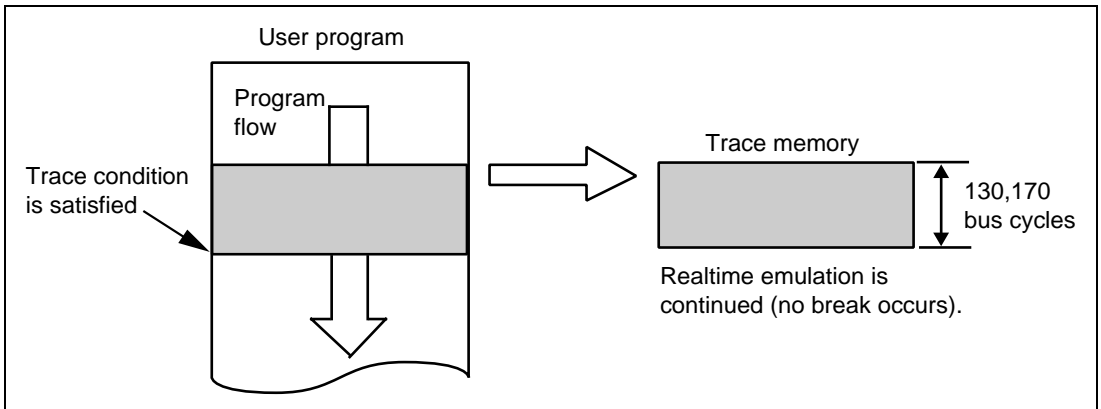 User program
Program
flow
Trace condition
is satisfied
Trace memory
130,170
bus cycles
Realtime emulation is
continued (no break occurs).